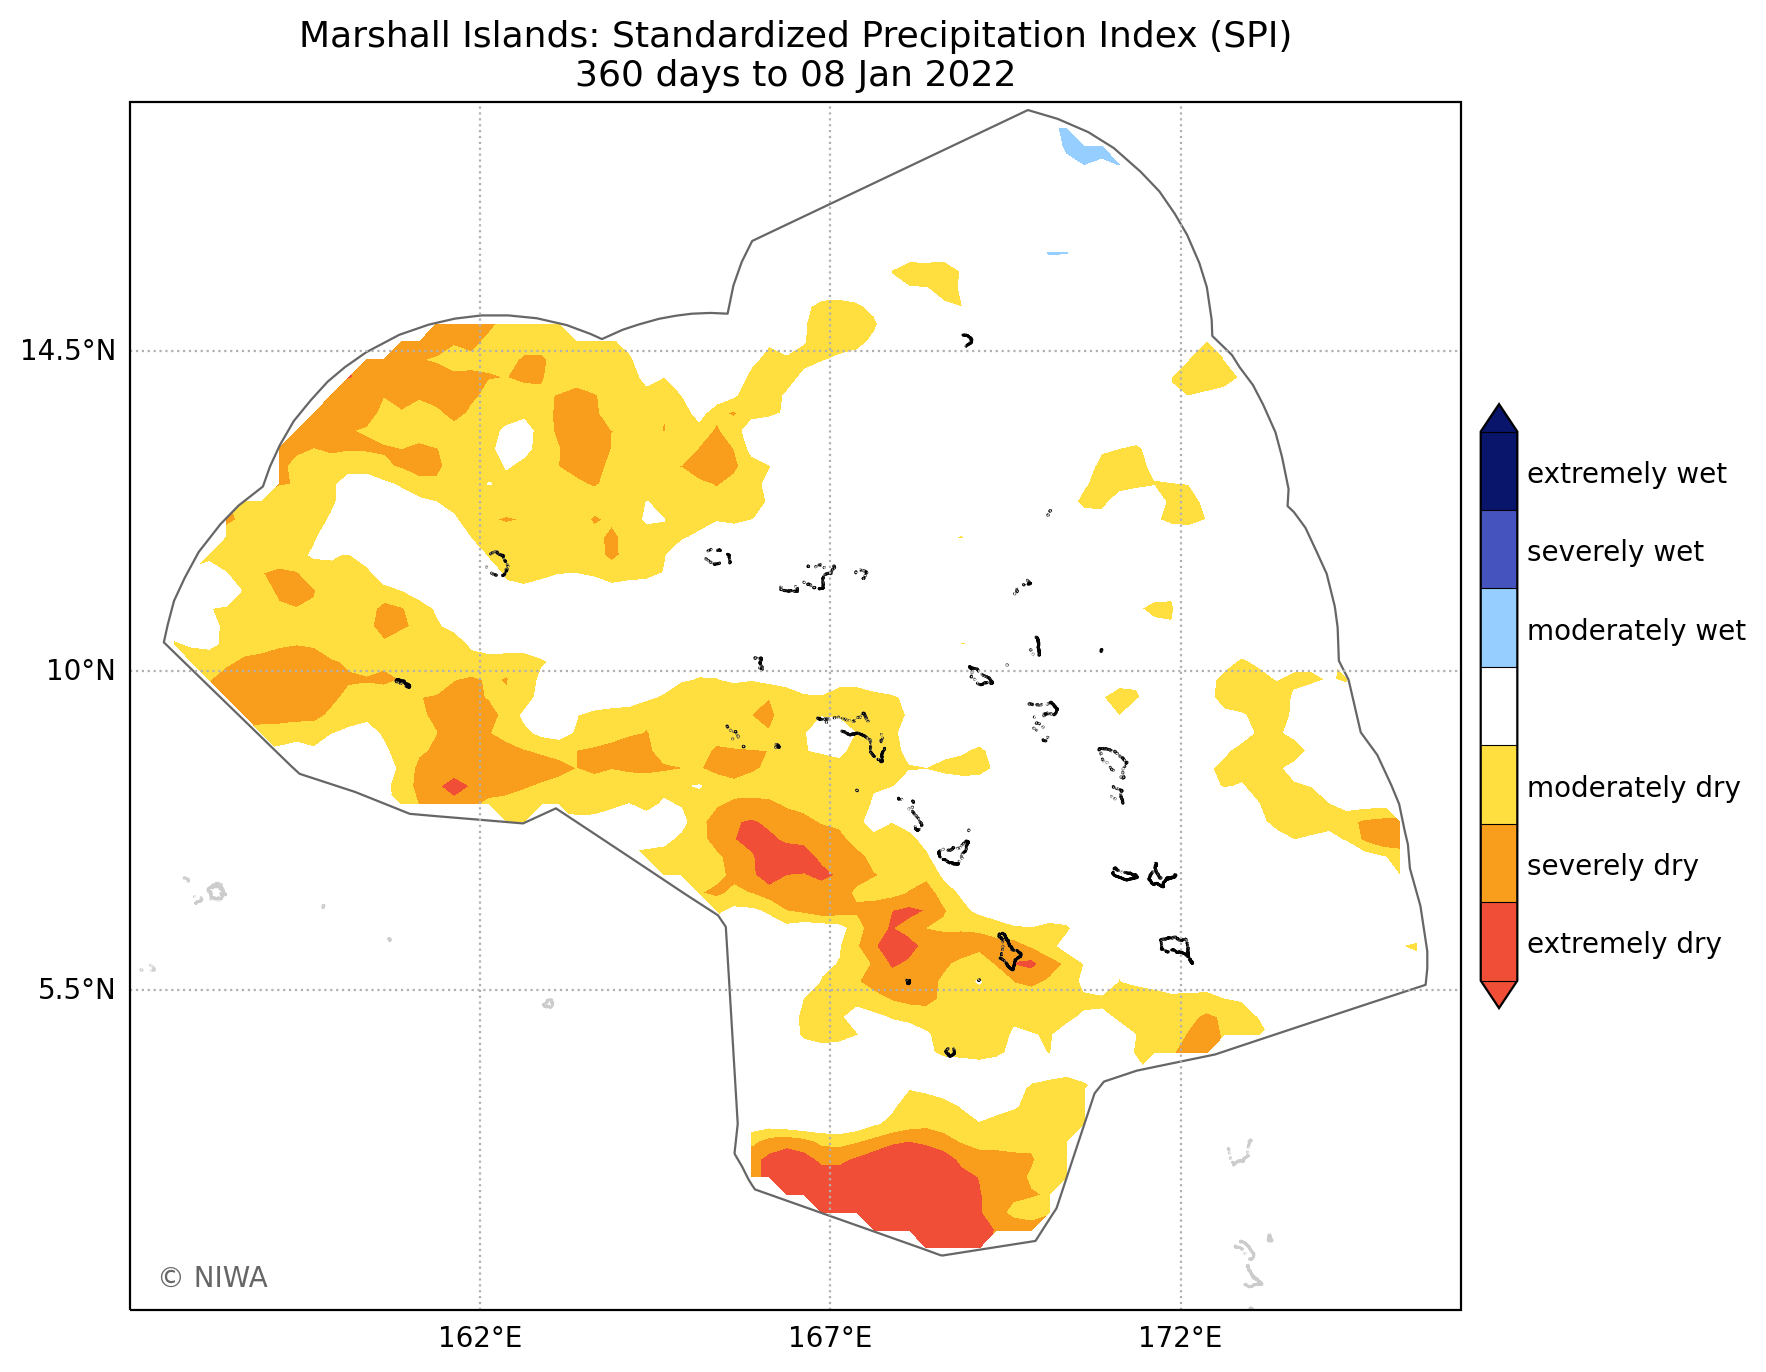 Marshall Islands: Standardized Precipitation Index (SPI)
360 days to 08 Jan 2022
14.5°N
10°N
5.5°N
162°E
167°E
172°E
extremely wet
severely wet
moderately wet
moderately dry
severely dry
extremely dry
© NIWA